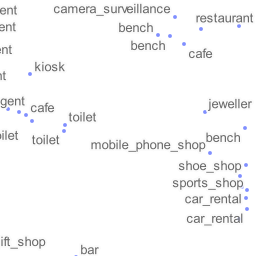 ent
camera_surveillance
restaurant
ent
bench
bench
cafe
ent
kiosk
nt
gent
cafe
jeweller
toilet
oilet
toilet
bench
mobile_phone_shop
shoe_shop
sports_shop
car_rental
car_rental
ift_shop
bar